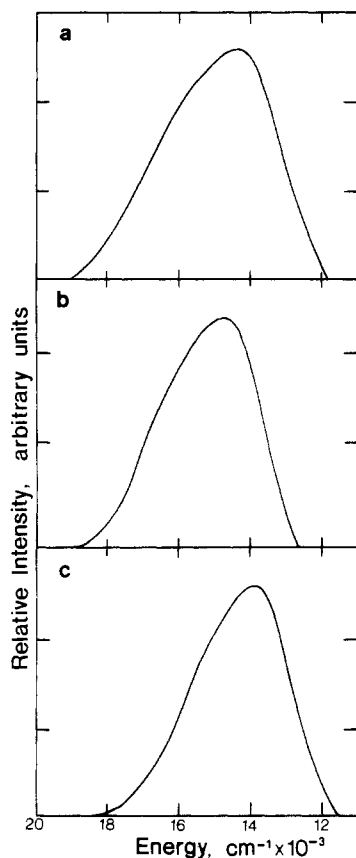 a
b
c
Relative Intensity, arbitrary units
20 18 16 14 12
Energy, cm⁻¹×10⁻³